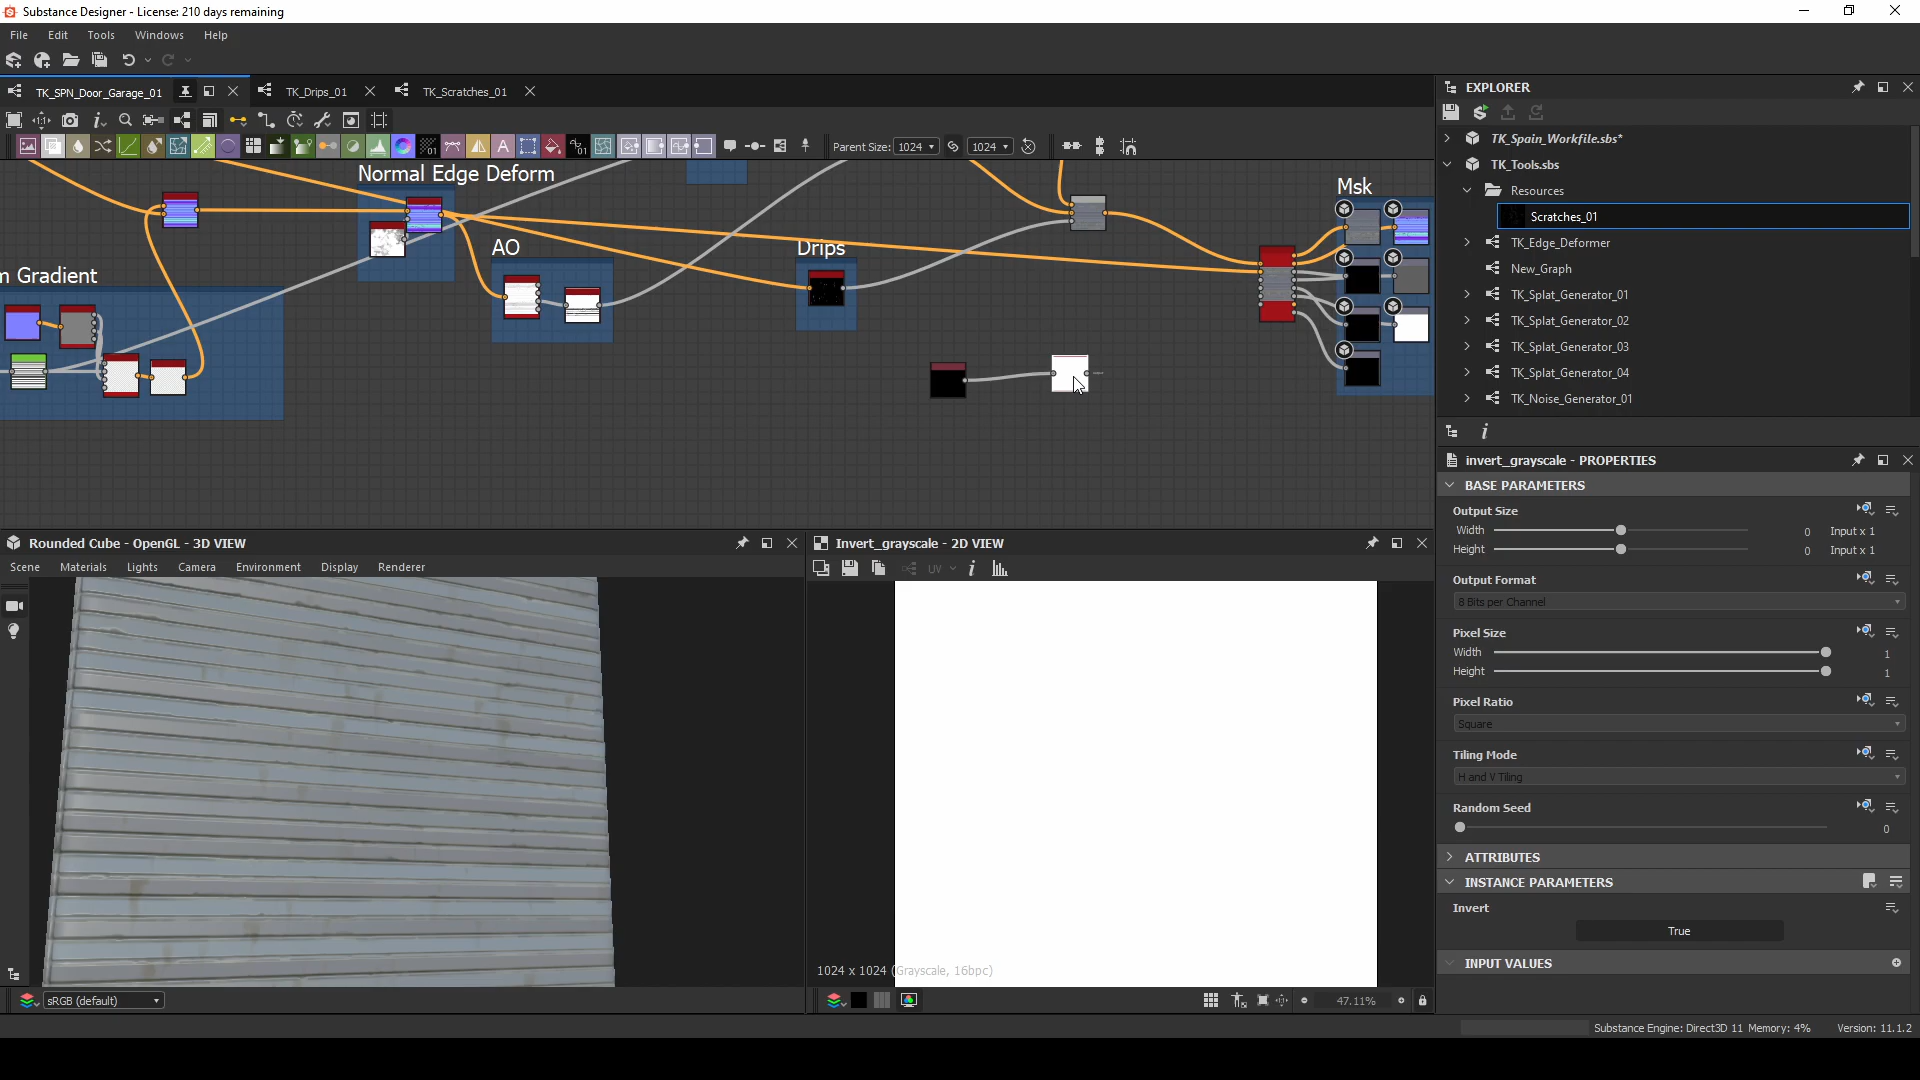 Substance Designer - License: 210 days remaining
File Edit Tools Windows Help
TK_SPN_Door_Garage_01
TK_Drips_01
TK_Scratches_01
Parent Size: 1024 1024
Normal Edge Deform
AO
Drips
Msk
m Gradient
EXPLORER
TK_Spain_Workfile.sbs*
TK_Tools.sbs
Resources
Scratches_01
TK_Edge_Deformer
New_Graph
TK_Splat_Generator_01
TK_Splat_Generator_02
TK_Splat_Generator_03
TK_Splat_Generator_04
TK_Noise_Generator_01
invert_grayscale - PROPERTIES
BASE PARAMETERS
Output Size
Width 0 Input x 1
Height 0 Input x 1
Output Format
8 Bits per Channel
Pixel Size
Width 1
Height 1
Pixel Ratio
Square
Tiling Mode
H and V Tiling
Random Seed
0
ATTRIBUTES
INSTANCE PARAMETERS
Invert
True
INPUT VALUES
Rounded Cube - OpenGL - 3D VIEW
Scene Materials Lights Camera Environment Display Renderer
sRGB (default)
Invert_grayscale - 2D VIEW
UV
1024 x 1024 (Grayscale, 16bpc)
47.11%
Substance Engine: Direct3D 11 Memory: 4% Version: 11.1.2